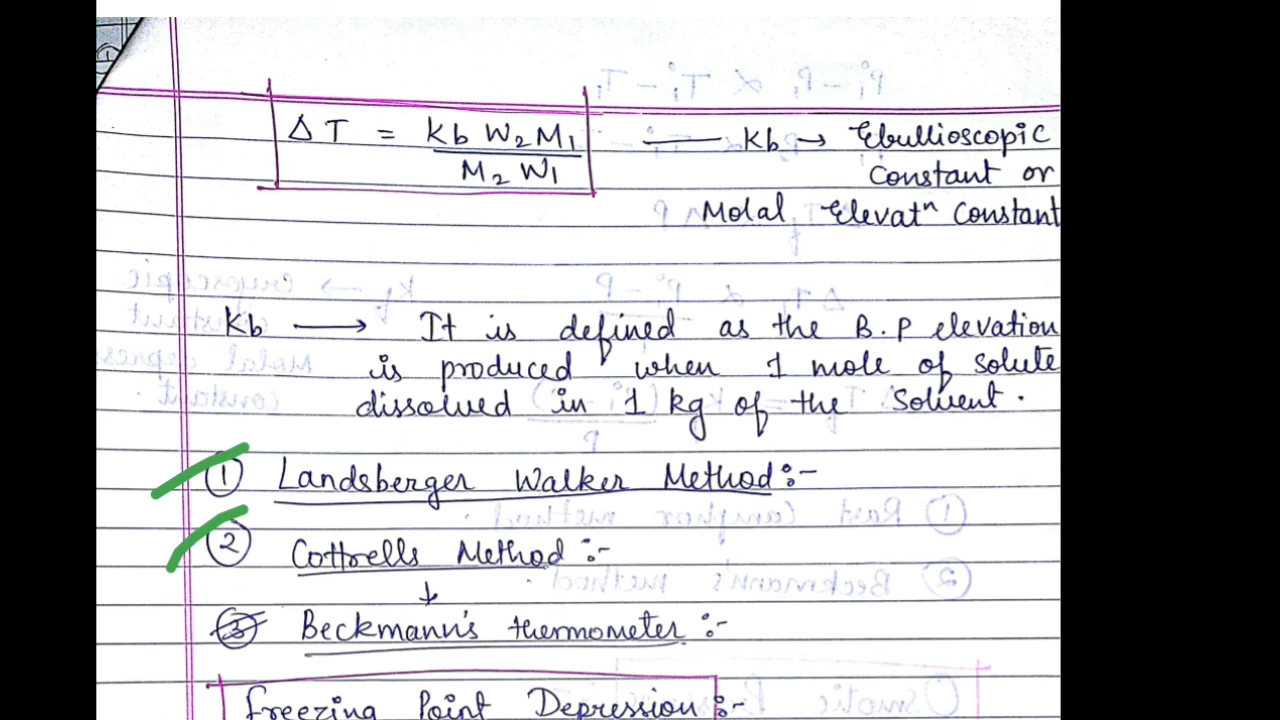 Δ T = Kb W₂ M₁ / M₂ W₁ — Kb → Ebullioscopic
Constant or
Molal Elevatⁿ Constant
Kb → It is defined as the B.P elevation
is produced when 1 mole of solute
dissolved in 1 kg of the Solvent.
① Landsberger Walker Method :-
② Cottrells Method :-
↓
③ Beckmann's thermometer :-
Freezing Point Depression :-